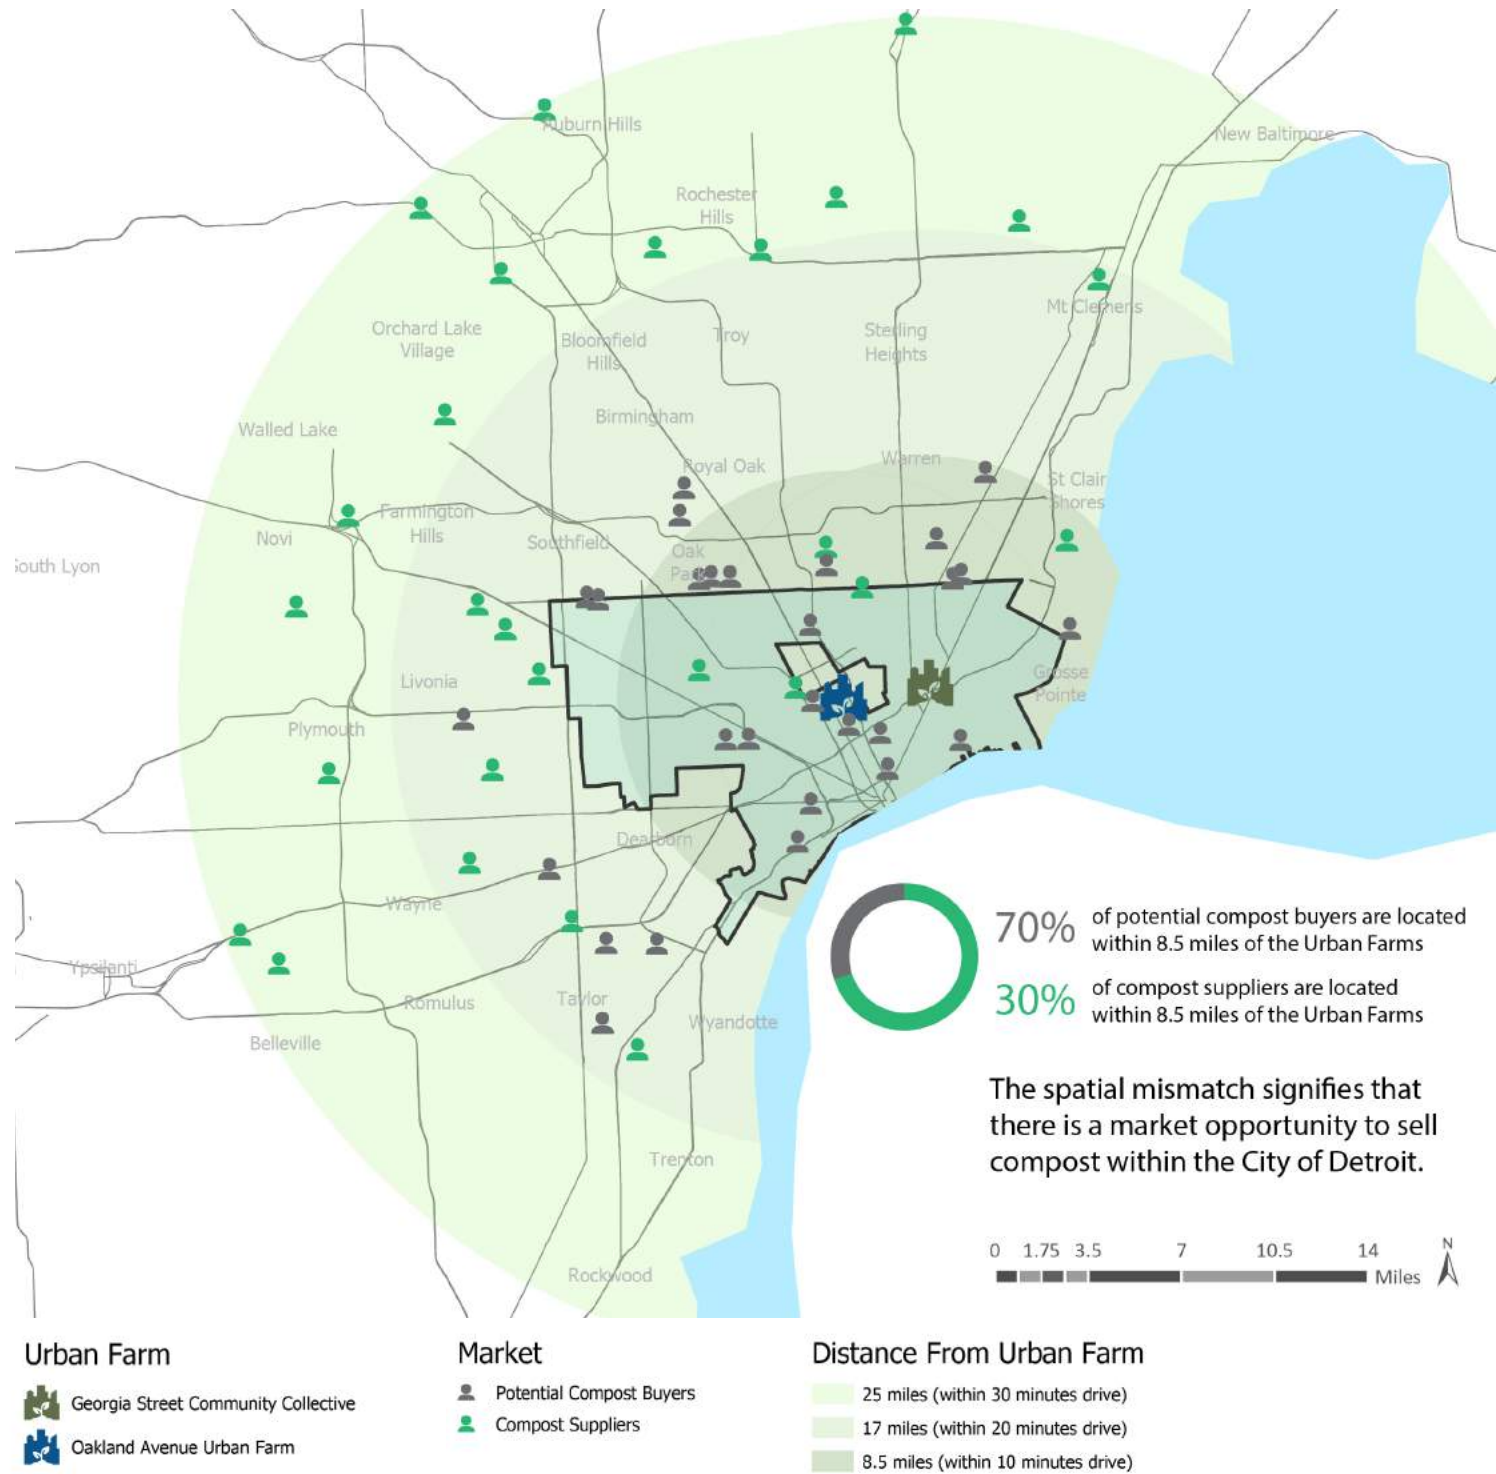 Auburn Hills
New Baltimore
Rochester
Hills
Mt Clemens
Orchard Lake
Village
Bloomfield
Hills
Troy
Sterling
Heights
Walled Lake
Birmingham
Royal Oak
Warren
St Clair
Shores
Farmington
Hills
Novi
Southfield
Oak
Park
South Lyon
Livonia
Grosse
Pointe
Plymouth
Dearborn
Wayne
Ypsilanti
Romulus
Taylor
Wyandotte
Belleville
Trenton
Rockwood
70%
of potential compost buyers are located
within 8.5 miles of the Urban Farms
30%
of compost suppliers are located
within 8.5 miles of the Urban Farms
The spatial mismatch signifies that
there is a market opportunity to sell
compost within the City of Detroit.
0 1.75 3.5 7 10.5 14
Miles
N
Urban Farm
Georgia Street Community Collective
Oakland Avenue Urban Farm
Market
Potential Compost Buyers
Compost Suppliers
Distance From Urban Farm
25 miles (within 30 minutes drive)
17 miles (within 20 minutes drive)
8.5 miles (within 10 minutes drive)